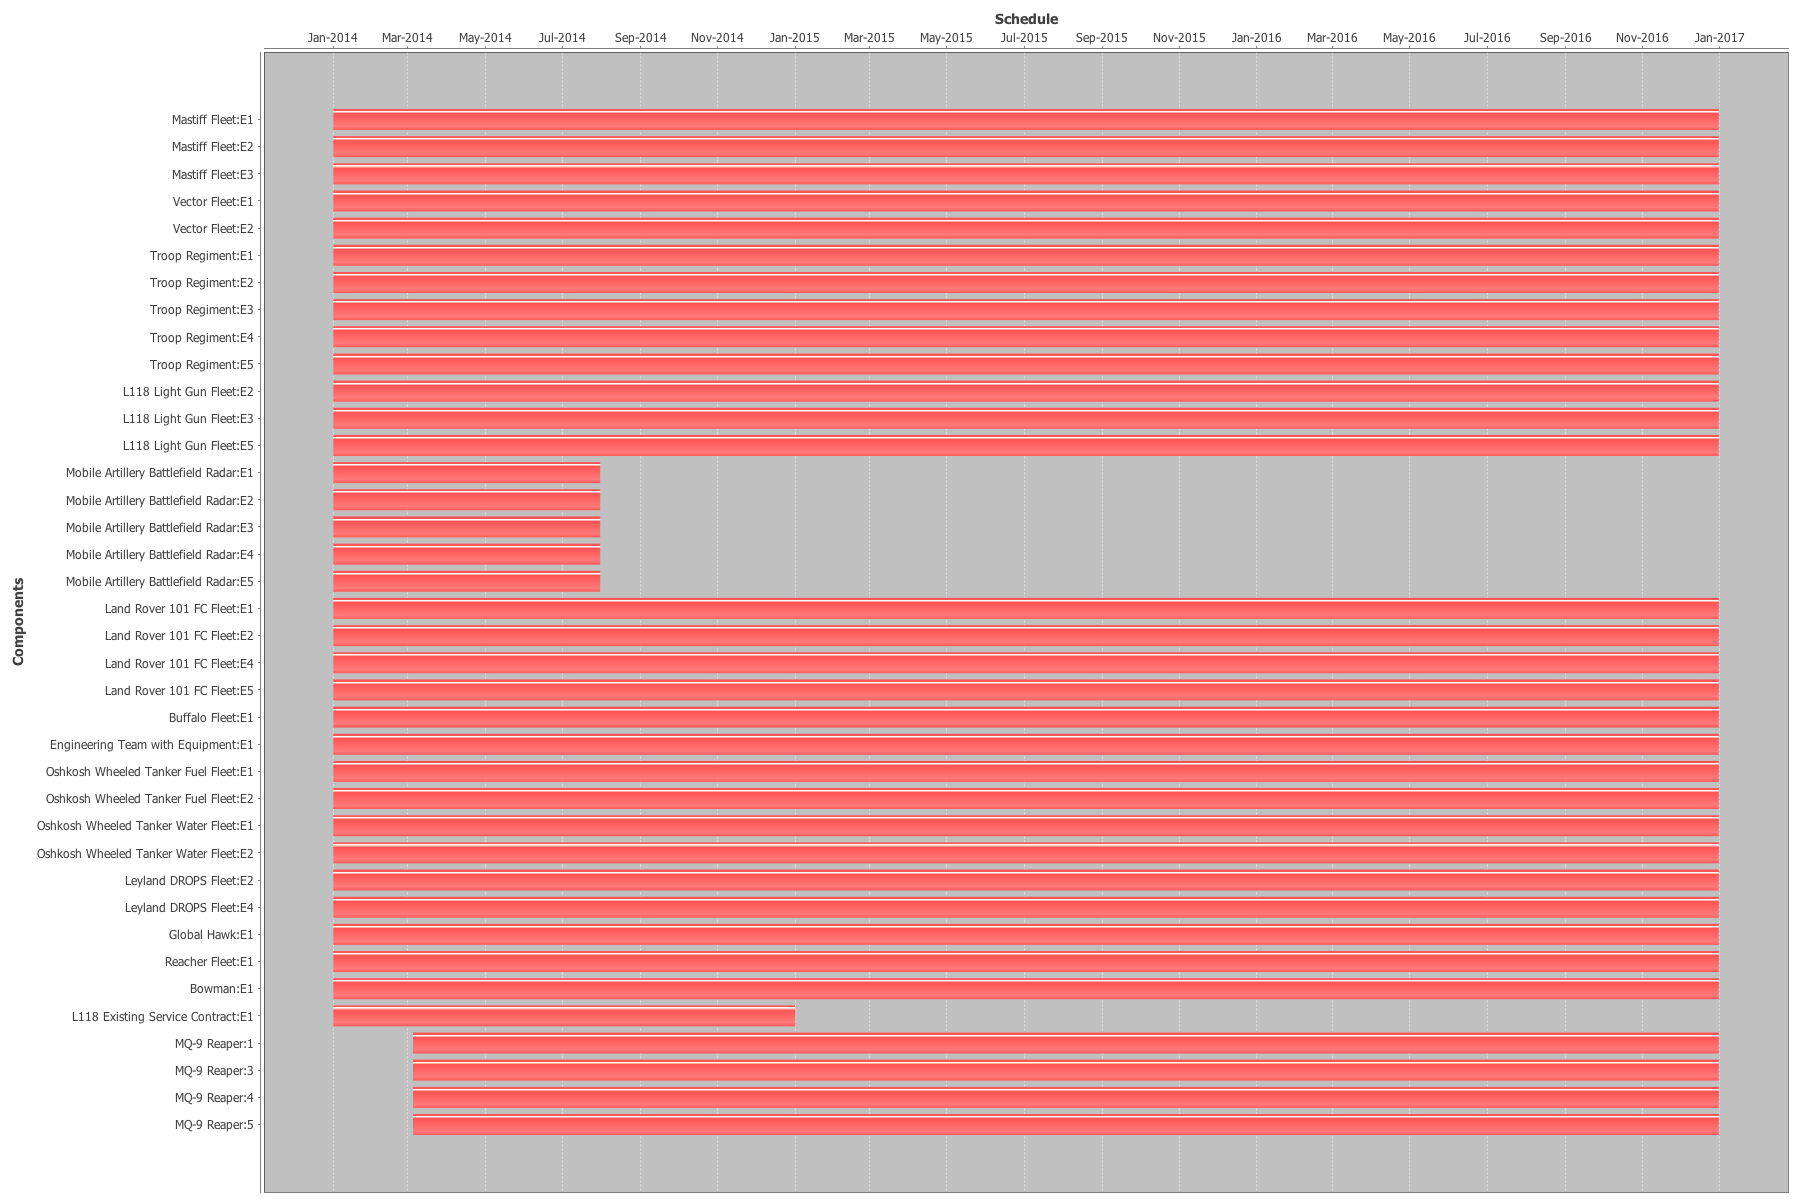 Schedule
Jan-2014 Mar-2014 May-2014 Jul-2014 Sep-2014 Nov-2014 Jan-2015 Mar-2015 May-2015 Jul-2015 Sep-2015 Nov-2015 Jan-2016 Mar-2016 May-2016 Jul-2016 Sep-2016 Nov-2016 Jan-2017
Components
Mastiff Fleet:E1
Mastiff Fleet:E2
Mastiff Fleet:E3
Vector Fleet:E1
Vector Fleet:E2
Troop Regiment:E1
Troop Regiment:E2
Troop Regiment:E3
Troop Regiment:E4
Troop Regiment:E5
L118 Light Gun Fleet:E2
L118 Light Gun Fleet:E3
L118 Light Gun Fleet:E5
Mobile Artillery Battlefield Radar:E1
Mobile Artillery Battlefield Radar:E2
Mobile Artillery Battlefield Radar:E3
Mobile Artillery Battlefield Radar:E4
Mobile Artillery Battlefield Radar:E5
Land Rover 101 FC Fleet:E1
Land Rover 101 FC Fleet:E2
Land Rover 101 FC Fleet:E4
Land Rover 101 FC Fleet:E5
Buffalo Fleet:E1
Engineering Team with Equipment:E1
Oshkosh Wheeled Tanker Fuel Fleet:E1
Oshkosh Wheeled Tanker Fuel Fleet:E2
Oshkosh Wheeled Tanker Water Fleet:E1
Oshkosh Wheeled Tanker Water Fleet:E2
Leyland DROPS Fleet:E2
Leyland DROPS Fleet:E4
Global Hawk:E1
Reacher Fleet:E1
Bowman:E1
L118 Existing Service Contract:E1
MQ-9 Reaper:1
MQ-9 Reaper:3
MQ-9 Reaper:4
MQ-9 Reaper:5